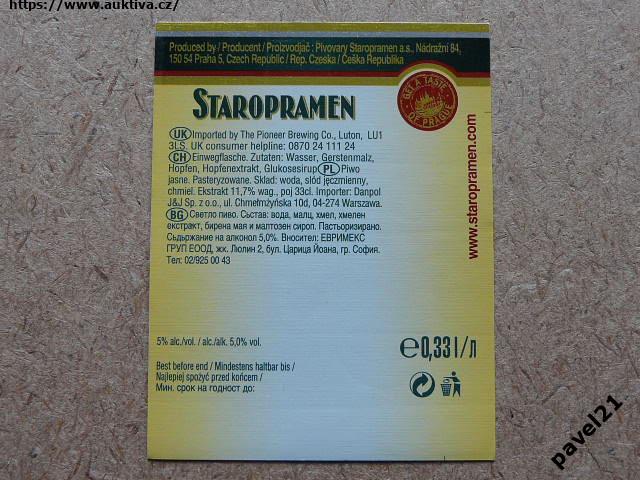 https://www.auktiva.cz/
Produced by / Producent / Proizvodjač : Pivovary Staropramen a.s., Nádražní 84,
150 54 Praha 5, Czech Republic / Rep. Czeska / Češka Republika
GET A TASTE
OF PRAGUE
STAROPRAMEN
UK Imported by The Pioneer Brewing Co., Luton, LU1
3LS. UK consumer helpline: 0870 24 111 24
CH Einwegflasche. Zutaten: Wasser, Gerstenmalz,
Hopfen, Hopfenextrakt, Glukosesirup PL Piwo
jasne. Pasteryzowane. Skład: woda, słód jęczmienny,
chmiel. Ekstrakt 11,7% wag., poj 33cl. Importer: Danpol
J&J Sp. z o.o., ul. Chmełmżyńska 10d, 04-274 Warszawa.
BG Светло пиво. Състав: вода, малц, хмел, хмелен
екстракт, бирена мая и малтозен сироп. Пастьоризирано.
Съдържание на алкохол 5,0%. Вносител: ЕВРИМЕКС
ГРУП ЕООД, жк. Люлин 2, бул. Царица Йоана, гр. София.
Тел: 02/925 00 43
www.staropramen.com
5% alc./vol. / alc./alk. 5,0% vol.
℮0,33 l/л
Best before end / Mindestens haltbar bis /
Najlepiej spożyć przed końcem /
Мин. срок на годност до:
pavel21